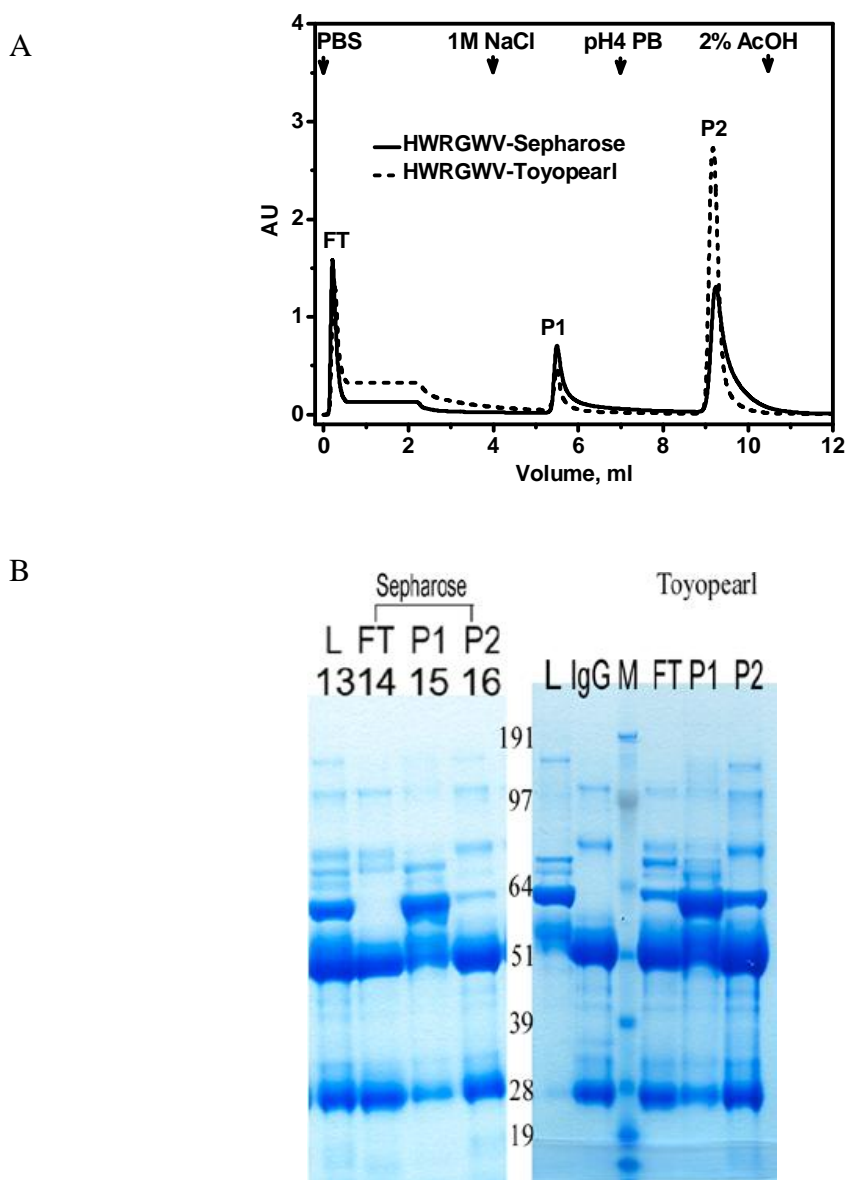 A
PBS 1M NaCl pH4 PB 2% AcOH
HWRGWV-Sepharose
HWRGWV-Toyopearl
FT
P1
P2
AU
4
3
2
1
0
0 2 4 6 8 10 12
Volume, ml
B
Sepharose Toyopearl
L FT P1 P2
13 14 15 16
L IgG M FT P1 P2
191
97
64
51
39
28
19